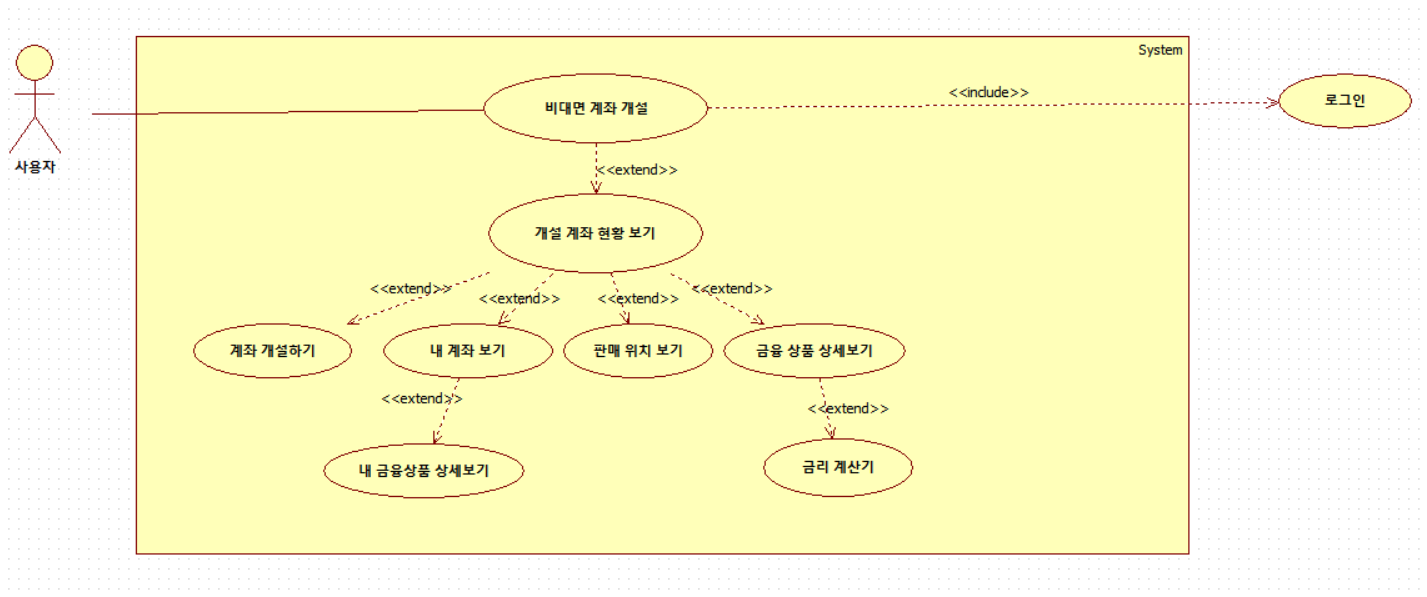 System
비대면 계좌 개설
<<include>>
로그인
사용자
<<extend>>
개설 계좌 현황 보기
<<extend>>
<<extend>>
<<extend>>
<<extend>>
계좌 개설하기
내 계좌 보기
판매 위치 보기
금융 상품 상세보기
<<extend>>
<<extend>>
내 금융상품 상세보기
금리 계산기